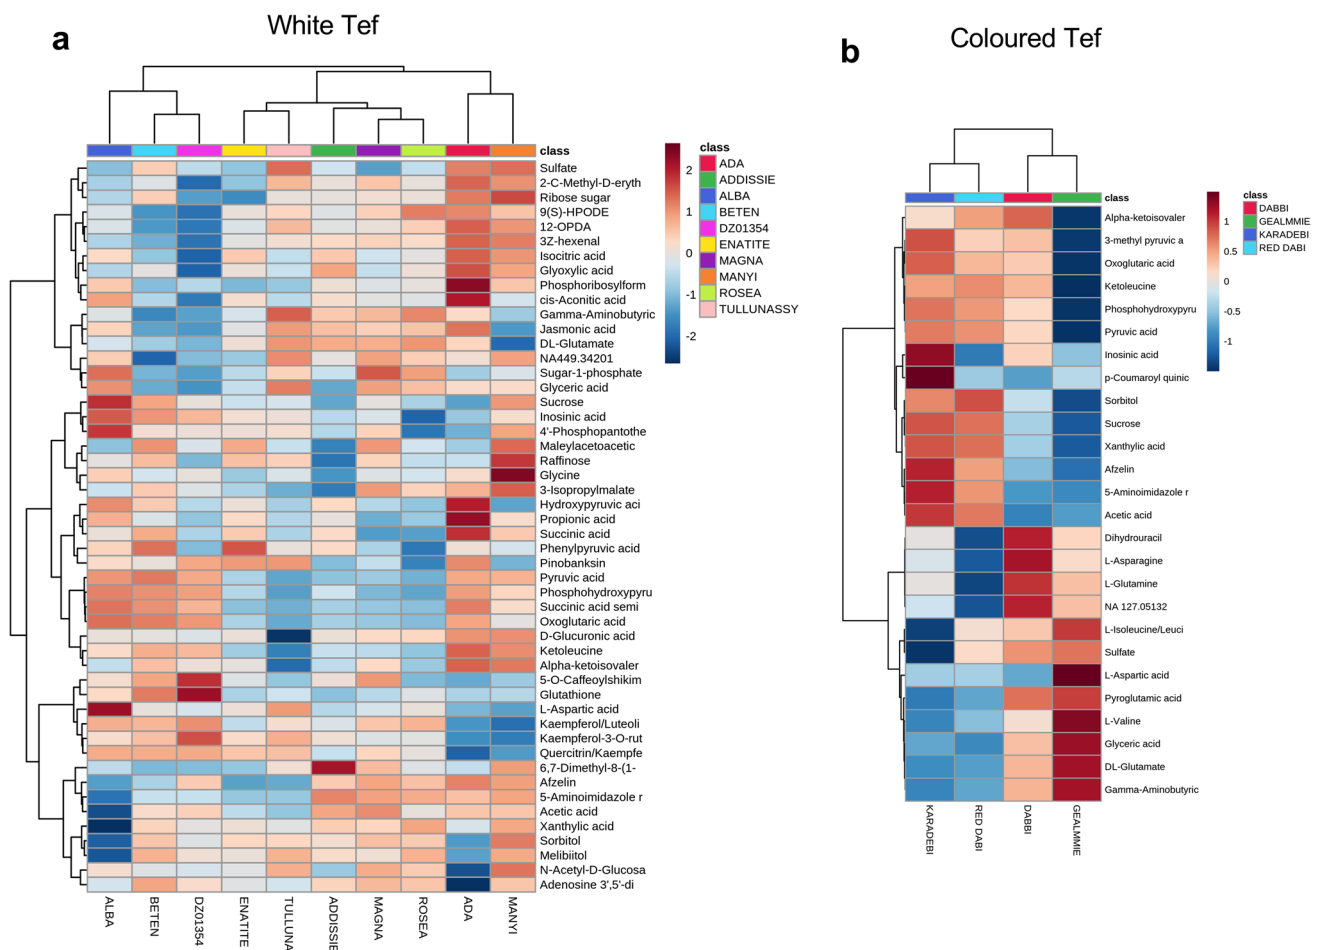 a
White Tef
class
Sulfate
2-C-Methyl-D-eryth
Ribose sugar
9(S)-HPODE
12-OPDA
3Z-hexenal
Isocitric acid
Glyoxylic acid
Phosphoribosylform
cis-Aconitic acid
Gamma-Aminobutyric
Jasmonic acid
DL-Glutamate
NA449.34201
Sugar-1-phosphate
Glyceric acid
Sucrose
Inosinic acid
4'-Phosphopantothe
Maleylacetoacetic
Raffinose
Glycine
3-Isopropylmalate
Hydroxypyruvic aci
Propionic acid
Succinic acid
Phenylpyruvic acid
Pinobanksin
Pyruvic acid
Phosphohydroxypyru
Succinic acid semi
Oxoglutaric acid
D-Glucuronic acid
Ketoleucine
Alpha-ketoisovaler
5-O-Caffeoylshikim
Glutathione
L-Aspartic acid
Kaempferol/Luteoli
Kaempferol-3-O-rut
Quercitrin/Kaempfe
6,7-Dimethyl-8-(1-
Afzelin
5-Aminoimidazole r
Acetic acid
Xanthylic acid
Sorbitol
Melibiitol
N-Acetyl-D-Glucosa
Adenosine 3',5'-di
ALBA
BETEN
DZ01354
ENATITE
TULLUNA
ADDISSIE
MAGNA
ROSEA
ADA
MANYI
2
1
0
-1
-2
class
ADA
ADDISSIE
ALBA
BETEN
DZ01354
ENATITE
MAGNA
MANYI
ROSEA
TULLUNASSY
b
Coloured Tef
class
Alpha-ketoisovaler
3-methyl pyruvic a
Oxoglutaric acid
Ketoleucine
Phosphohydroxypyru
Pyruvic acid
Inosinic acid
p-Coumaroyl quinic
Sorbitol
Sucrose
Xanthylic acid
Afzelin
5-Aminoimidazole r
Acetic acid
Dihydrouracil
L-Asparagine
L-Glutamine
NA 127.05132
L-Isoleucine/Leuci
Sulfate
L-Aspartic acid
Pyroglutamic acid
L-Valine
Glyceric acid
DL-Glutamate
Gamma-Aminobutyric
KARADEBI
RED DABI
DABBI
GEALMMIE
1
0.5
0
-0.5
-1
class
DABBI
GEALMMIE
KARADEBI
RED DABI